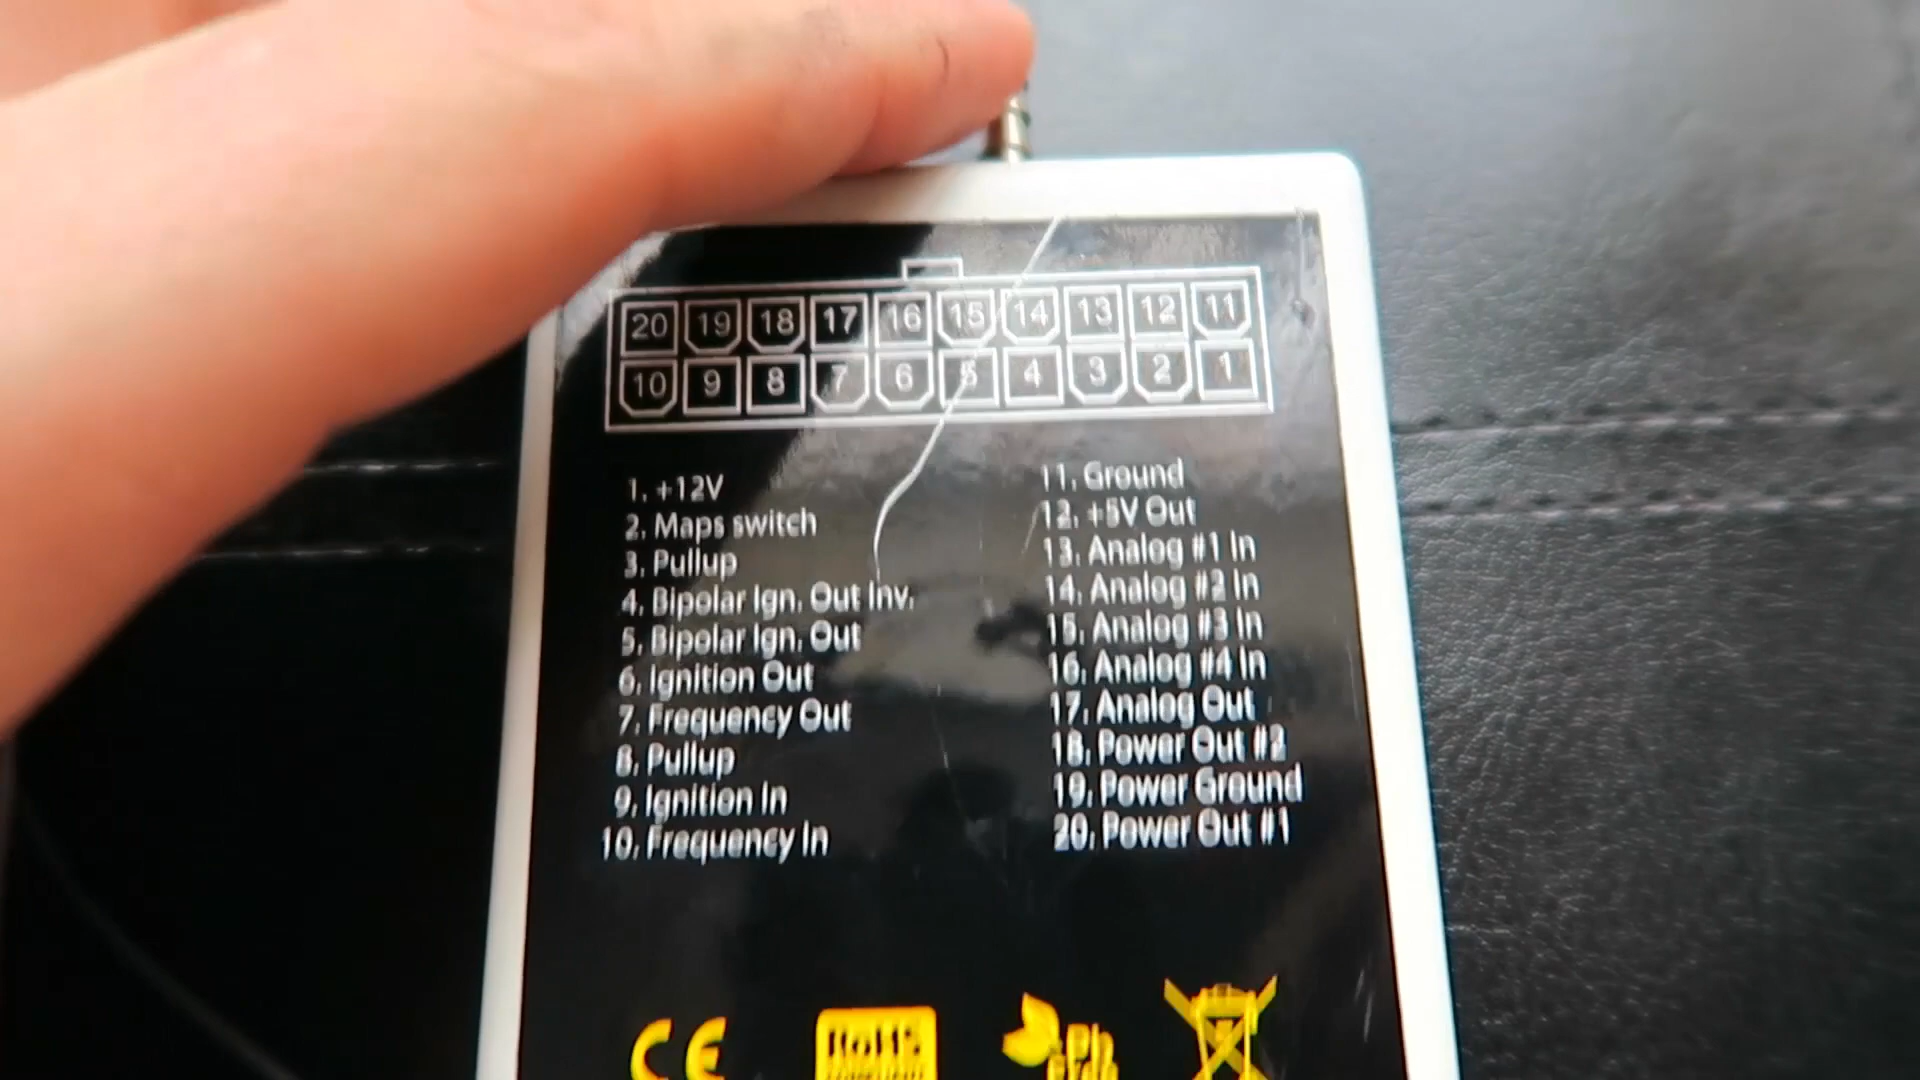 20 19 18 17 16 15 14 13 12 11
10 9 8 7 6 5 4 3 2 1
1. +12V
2. Maps switch
3. Pullup
4. Bipolar Ign. Out Inv.
5. Bipolar Ign. Out
6. Ignition Out
7. Frequency Out
8. Pullup
9. Ignition In
10. Frequency In
11. Ground
12. +5V Out
13. Analog #1 In
14. Analog #2 In
15. Analog #3 In
16. Analog #4 In
17. Analog Out
18. Power Out #2
19. Power Ground
20. Power Out #1
CE
RoHS